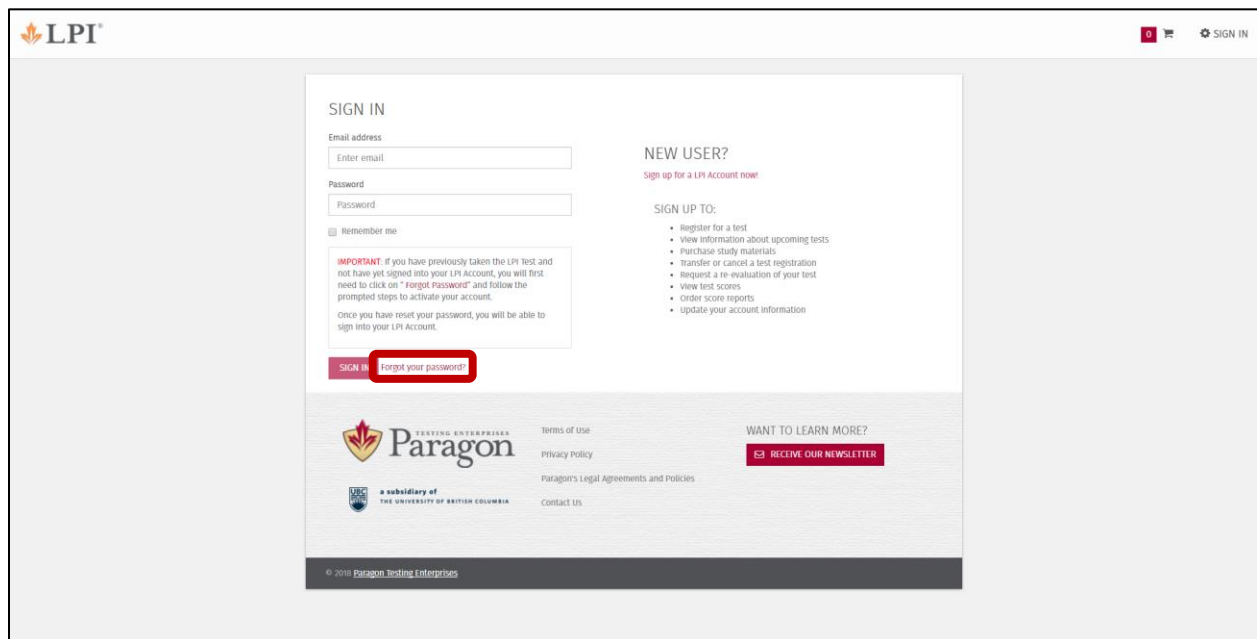 LPI®
0
SIGN IN
SIGN IN
Email address
Enter email
Password
Password
Remember me
IMPORTANT: If you have previously taken the LPI Test and
not have yet signed into your LPI Account, you will first
need to click on " Forgot Password" and follow the
prompted steps to activate your account.
Once you have reset your password, you will be able to
sign into your LPI Account.
SIGN IN
Forgot your password?
NEW USER?
Sign up for a LPI Account now!
SIGN UP TO:
• Register for a test
• View information about upcoming tests
• Purchase study materials
• Transfer or cancel a test registration
• Request a re-evaluation of your test
• View test scores
• Order score reports
• Update your account information
TESTING ENTERPRISES
Paragon
UBC
a subsidiary of
THE UNIVERSITY OF BRITISH COLUMBIA
Terms of Use
Privacy Policy
Paragon's Legal Agreements and Policies
Contact Us
WANT TO LEARN MORE?
RECEIVE OUR NEWSLETTER
© 2018 Paragon Testing Enterprises